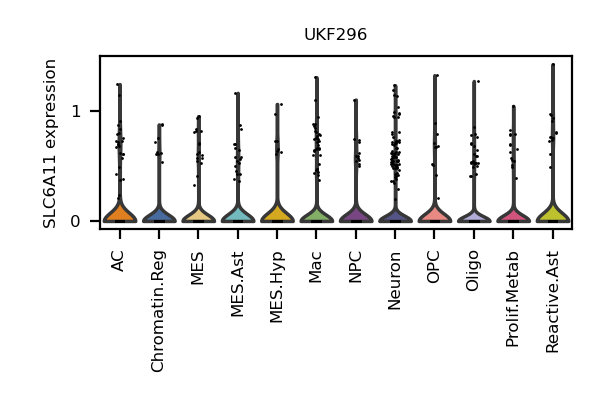 UKF296
SLC6A11 expression
1
0
AC
Chromatin.Reg
MES
MES.Ast
MES.Hyp
Mac
NPC
Neuron
OPC
Oligo
Prolif.Metab
Reactive.Ast